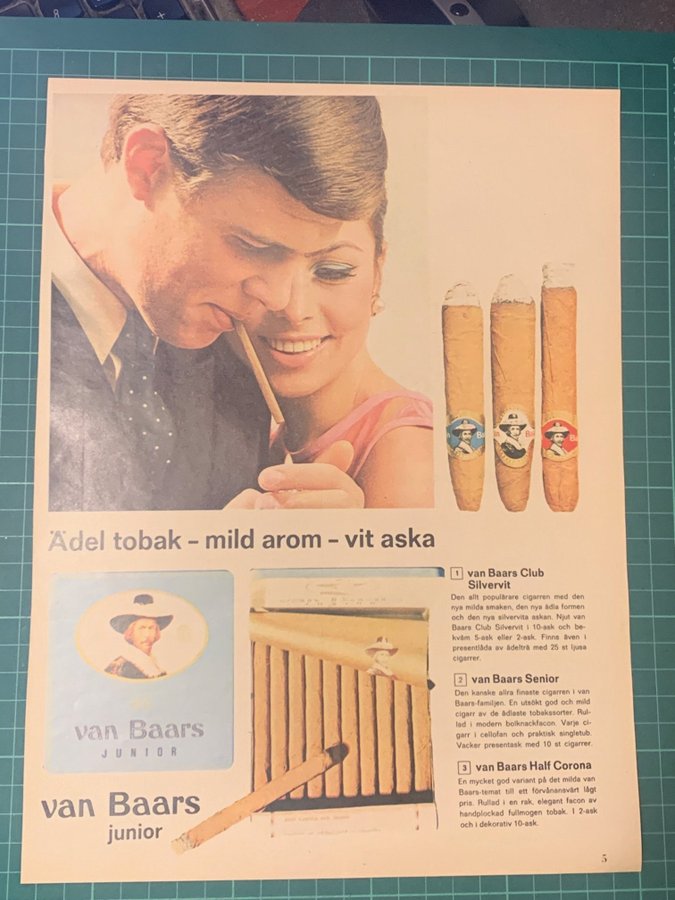 Ädel tobak – mild arom – vit aska
van Baars
JUNIOR
van Baars
junior
1 van Baars Club
Silvervit
Den allt populärare cigarren med den
nya milda smaken, den nya ädla formen
och den nya silvervita askan. Njut van
Baars Club Silvervit i 10-ask och be-
kväm 5-ask eller 2-ask. Finns även i
presentlåda av ädelträ med 25 st ljusa
cigarrer.
2 van Baars Senior
Den kanske allra finaste cigarren i van
Baars-familjen. En utsökt god och mild
cigarr av de ädlaste tobakssorter. Rul-
lad i modern bolknackfacon. Varje ci-
garr i cellofan och praktisk singletub.
Vacker presentask med 10 st cigarrer.
3 van Baars Half Corona
En mycket god variant på det milda van
Baars-temat till ett förvånansvärt lågt
pris. Rullad i en rak, elegant facon av
handplockad fullmogen tobak. I 2-ask
och i dekorativ 10-ask.
5